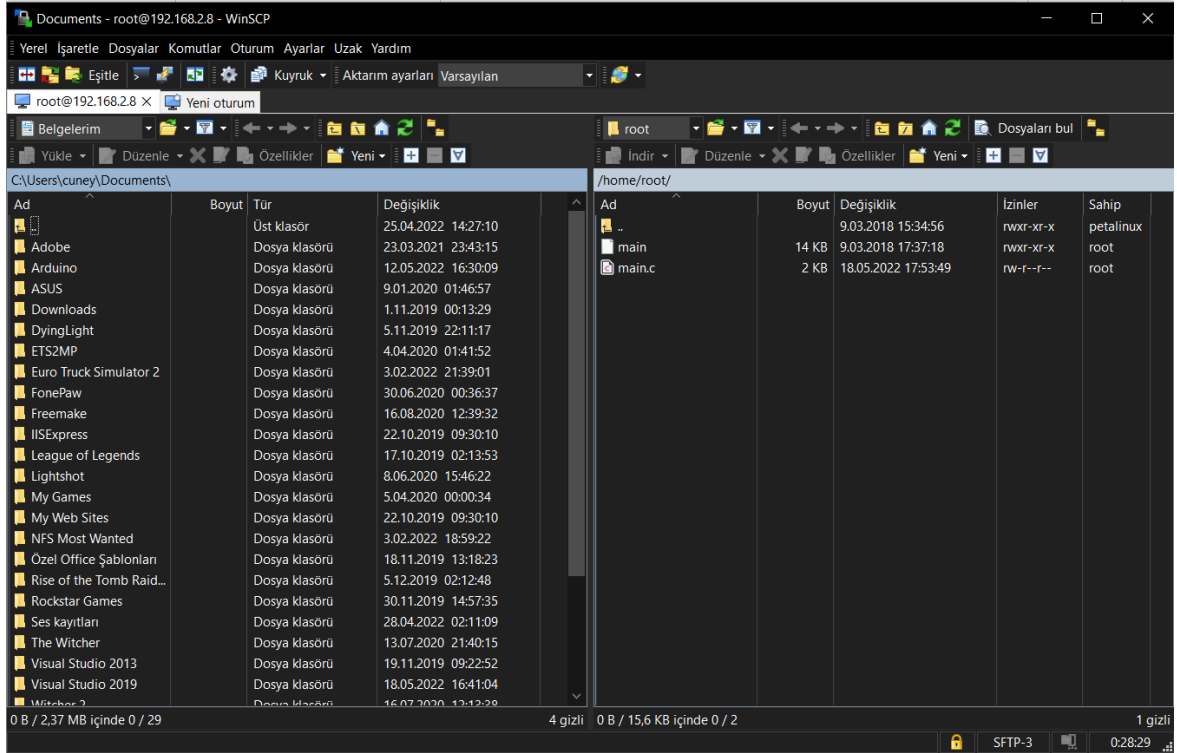 Documents - root@192.168.2.8 - WinSCP
Yerel İşaretle Dosyalar Komutlar Oturum Ayarlar Uzak Yardım
Eşitle Kuyruk Aktarım ayarları Varsayılan
root@192.168.2.8 Yeni oturum
Belgelerim root Dosyaları bul
Yükle Düzenle Özellikler Yeni İndir Düzenle Özellikler Yeni
C:\Users\cuney\Documents\ /home/root/
Ad Boyut Tür Değişiklik
.. Üst klasör 25.04.2022 14:27:10
Adobe Dosya klasörü 23.03.2021 23:43:15
Arduino Dosya klasörü 12.05.2022 16:30:09
ASUS Dosya klasörü 9.01.2020 01:46:57
Downloads Dosya klasörü 1.11.2019 00:13:29
DyingLight Dosya klasörü 5.11.2019 22:11:17
ETS2MP Dosya klasörü 4.04.2020 01:41:52
Euro Truck Simulator 2 Dosya klasörü 3.02.2022 21:39:01
FonePaw Dosya klasörü 30.06.2020 00:36:37
Freemake Dosya klasörü 16.08.2020 12:39:32
IISExpress Dosya klasörü 22.10.2019 09:30:10
League of Legends Dosya klasörü 17.10.2019 02:13:53
Lightshot Dosya klasörü 8.06.2020 15:46:22
My Games Dosya klasörü 5.04.2020 00:00:34
My Web Sites Dosya klasörü 22.10.2019 09:30:10
NFS Most Wanted Dosya klasörü 3.02.2022 18:59:22
Özel Office Şablonları Dosya klasörü 18.11.2019 13:18:23
Rise of the Tomb Raid... Dosya klasörü 5.12.2019 02:12:48
Rockstar Games Dosya klasörü 30.11.2019 14:57:35
Ses kayıtları Dosya klasörü 28.04.2022 02:11:09
The Witcher Dosya klasörü 13.07.2020 21:40:15
Visual Studio 2013 Dosya klasörü 19.11.2019 09:22:52
Visual Studio 2019 Dosya klasörü 18.05.2022 16:41:04
Witcher 2 Dosya klasörü 16.07.2020 12:13:38
Ad Boyut Değişiklik İzinler Sahip
.. 9.03.2018 15:34:56 rwxr-xr-x petalinux
main 14 KB 9.03.2018 17:37:18 rwxr-xr-x root
main.c 2 KB 18.05.2022 17:53:49 rw-r--r-- root
0 B / 2,37 MB içinde 0 / 29 4 gizli 0 B / 15,6 KB içinde 0 / 2 1 gizli
SFTP-3 0:28:29